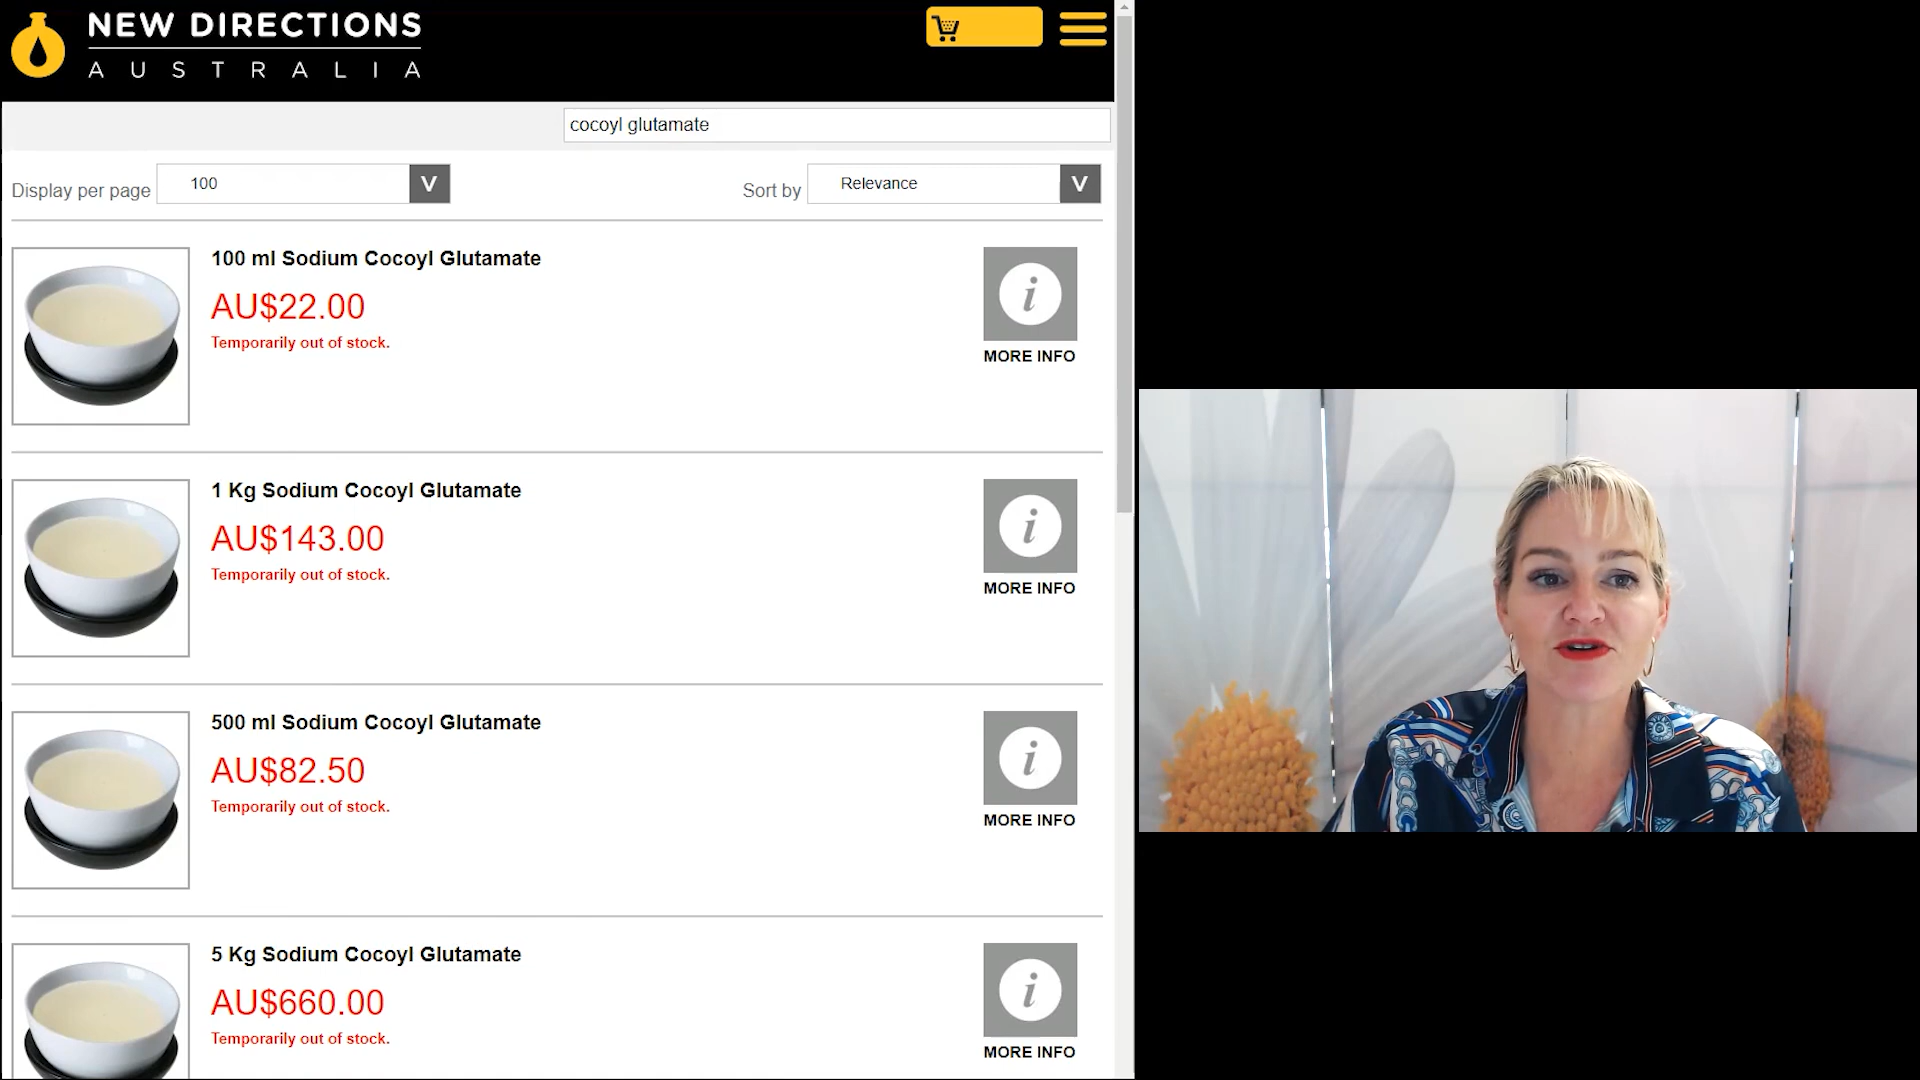 NEW DIRECTIONS
AUSTRALIA
cocoyl glutamate
Display per page 100 V
Sort by Relevance V
100 ml Sodium Cocoyl Glutamate
AU$22.00
Temporarily out of stock.
i
MORE INFO
1 Kg Sodium Cocoyl Glutamate
AU$143.00
Temporarily out of stock.
i
MORE INFO
500 ml Sodium Cocoyl Glutamate
AU$82.50
Temporarily out of stock.
i
MORE INFO
5 Kg Sodium Cocoyl Glutamate
AU$660.00
Temporarily out of stock.
i
MORE INFO